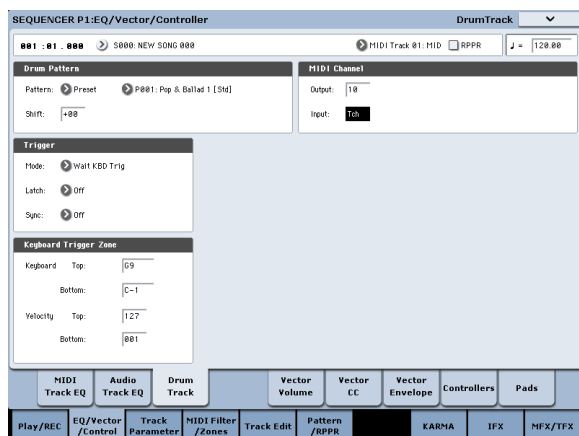 SEQUENCER P1:EQ/Vector/Controller DrumTrack
001 :01 . 000 S000: NEW SONG 000 MIDI Track 01: MID RPPR ♩ = 120.00
Drum Pattern MIDI Channel
Pattern: Preset P001: Pop & Ballad 1 [Std] Output: 10
Shift: +00 Input: Tch
Trigger
Mode: Wait KBD Trig
Latch: Off
Sync: Off
Keyboard Trigger Zone
Keyboard Top: G9
Bottom: C-1
Velocity Top: 127
Bottom: 001
MIDI Audio Drum Vector Vector Vector Controllers Pads
Track EQ Track EQ Track Volume CC Envelope
Play/REC EQ/Vector Track MIDI Filter Track Edit Pattern KARMA IFX MFX/TFX
/Control Parameter /Zones /RPPR